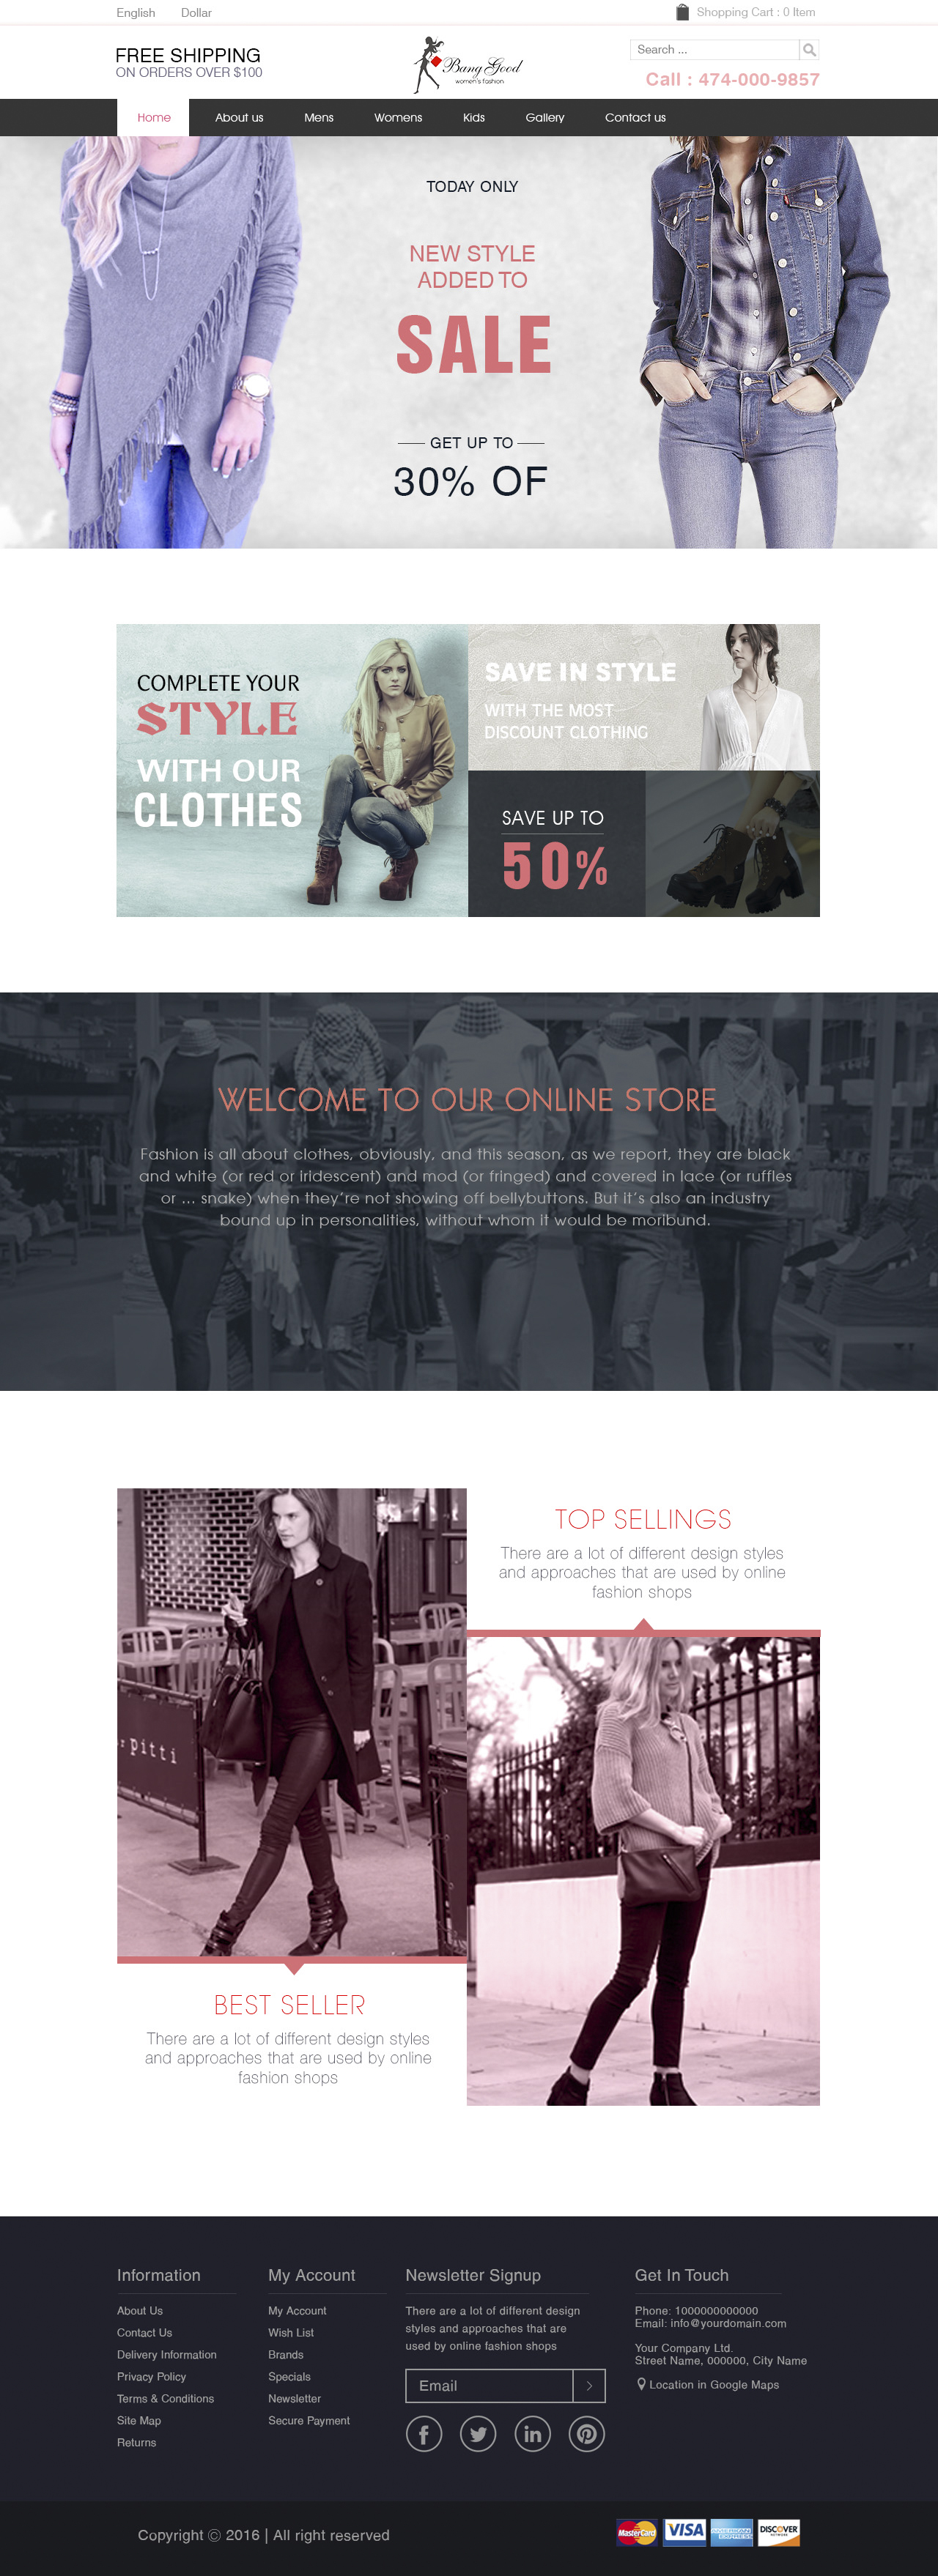 English
Dollar
Shopping Cart : 0 Item
FREE SHIPPING
ON ORDERS OVER $100
Bang Good
women's fashion
Search ...
Call : 474-000-9857
Home
About us
Mens
Womens
Kids
Gallery
Contact us
TODAY ONLY
NEW STYLE
ADDED TO
SALE
GET UP TO
30% OF
COMPLETE YOUR
STYLE
WITH OUR
CLOTHES
SAVE IN STYLE
WITH THE MOST
DISCOUNT CLOTHING
SAVE UP TO
50%
WELCOME TO OUR ONLINE STORE
Fashion is all about clothes, obviously, and this season, as we report, they are black
and white (or red or iridescent) and mod (or fringed) and covered in lace (or ruffles
or ... snake) when they're not showing off bellybuttons. But it's also an industry
bound up in personalities, without whom it would be moribund.
TOP SELLINGS
There are a lot of different design styles
and approaches that are used by online
fashion shops
Pitti
BEST SELLER
There are a lot of different design styles
and approaches that are used by online
fashion shops
Information
About Us
Contact Us
Delivery Information
Privacy Policy
Terms & Conditions
Site Map
Returns
My Account
My Account
Wish List
Brands
Specials
Newsletter
Secure Payment
Newsletter Signup
There are a lot of different design
styles and approaches that are
used by online fashion shops
Email
Get In Touch
Phone: 1000000000000
Email: info@yourdomain.com
Your Company Ltd.
Street Name, 000000, City Name
Location in Google Maps
Copyright © 2016 | All right reserved
MasterCard
VISA
AMERICAN EXPRESS
DISCOVER
NETWORK